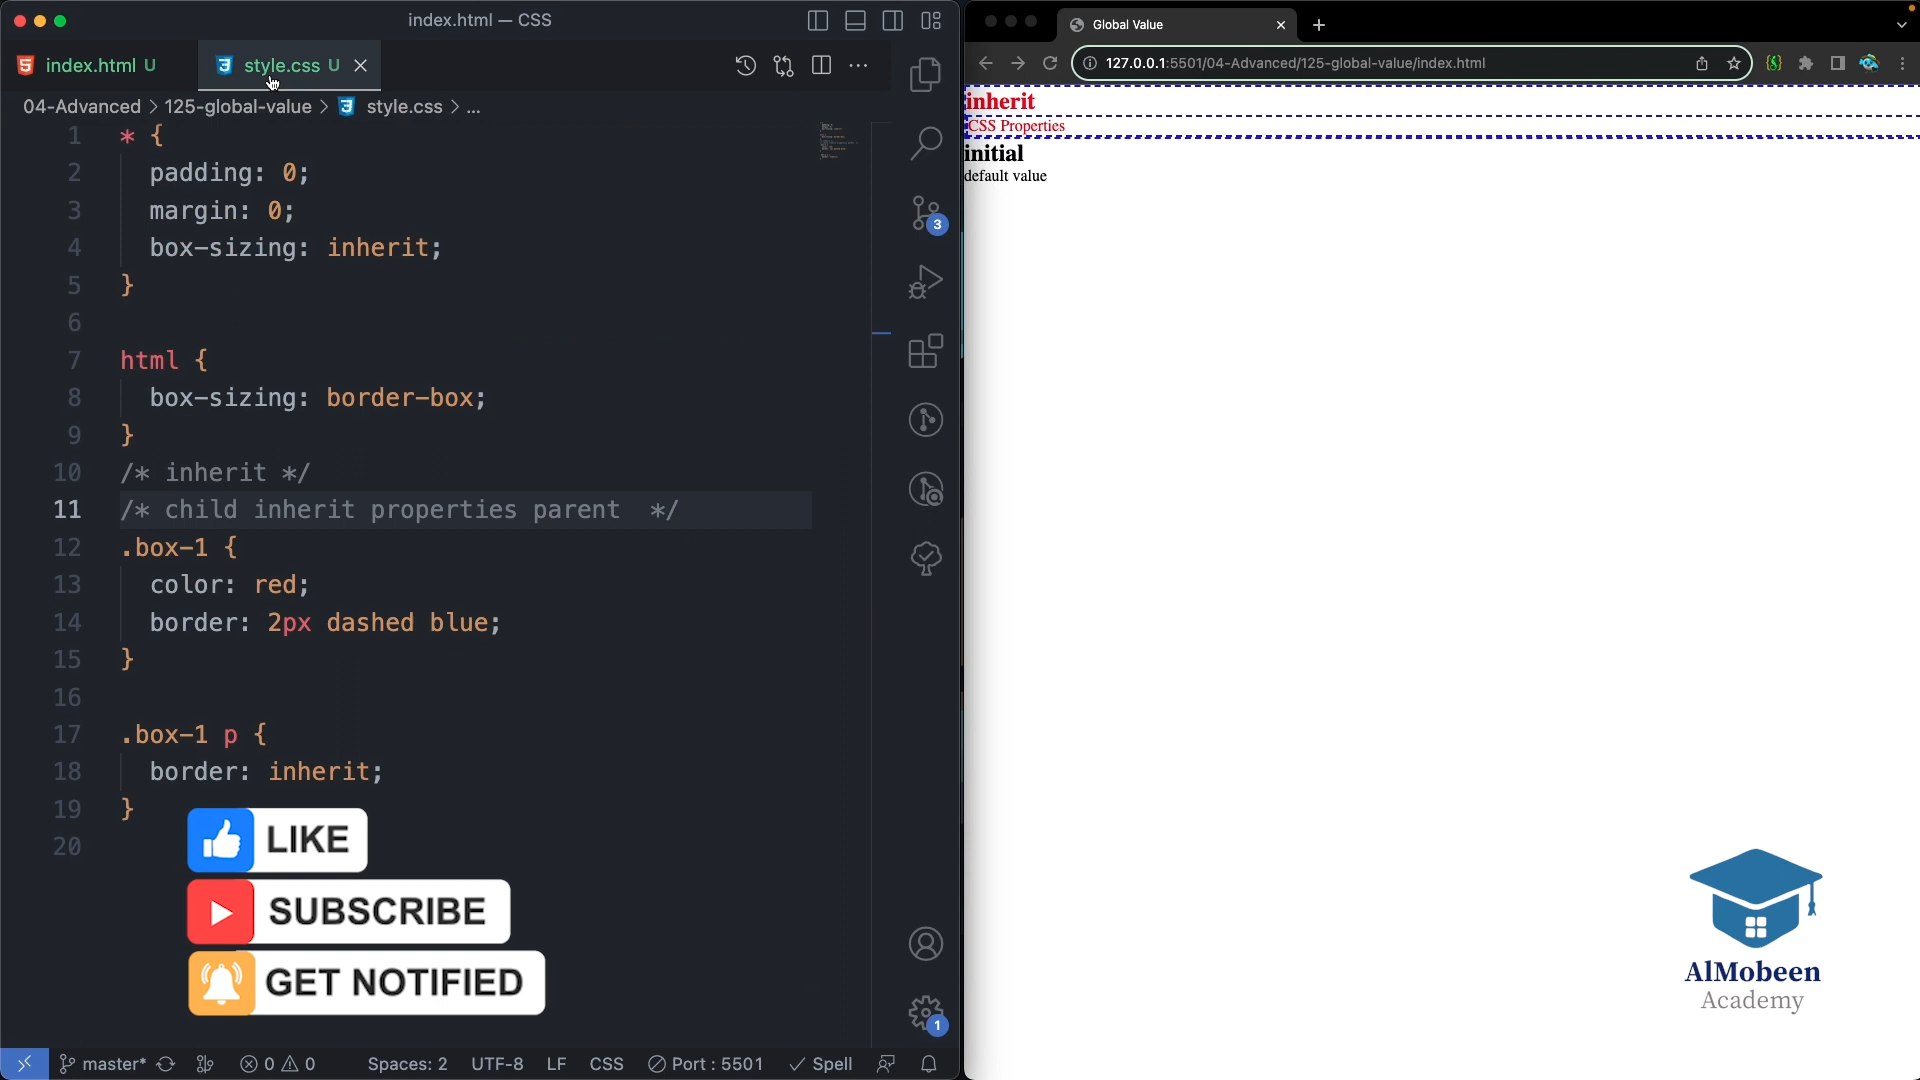 index.html — CSS
index.html U
style.css U
04-Advanced > 125-global-value > style.css > ...
1 * {
2 padding: 0;
3 margin: 0;
4 box-sizing: inherit;
5 }
6
7 html {
8 box-sizing: border-box;
9 }
10 /* inherit */
11 /* child inherit properties parent  */
12 .box-1 {
13 color: red;
14 border: 2px dashed blue;
15 }
16
17 .box-1 p {
18 border: inherit;
19 }
20
LIKE
SUBSCRIBE
GET NOTIFIED
3
1
master*
0
0
Spaces: 2
UTF-8
LF
CSS
Port : 5501
Spell
Global Value
127.0.0.1:5501/04-Advanced/125-global-value/index.html
inherit
CSS Properties
initial
default value
AlMobeen
Academy